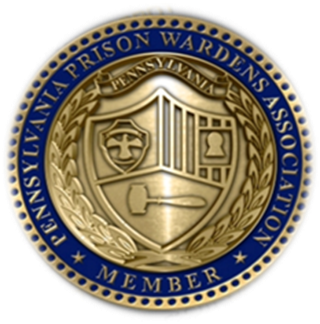 PENNSYLVANIA PRISON WARDENS ASSOCIATION
PENNSYLVANIA
★ MEMBER ★